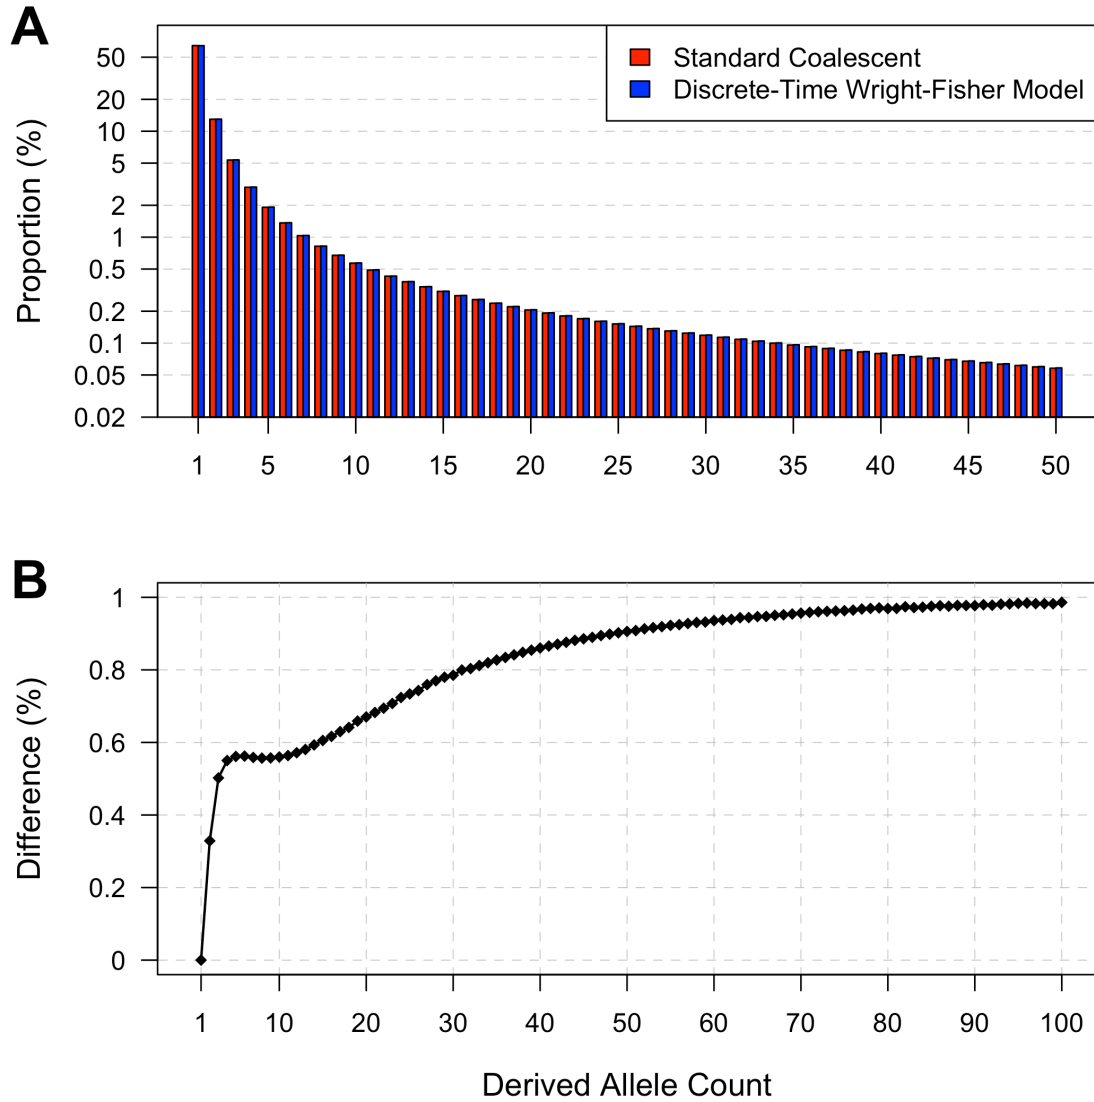 A
Proportion (%)
50
20
10
5
2
1
0.5
0.2
0.1
0.05
0.02
Standard Coalescent
Discrete-Time Wright-Fisher Model
1 5 10 15 20 25 30 35 40 45 50
B
Difference (%)
1
0.8
0.6
0.4
0.2
0
1 10 20 30 40 50 60 70 80 90 100
Derived Allele Count